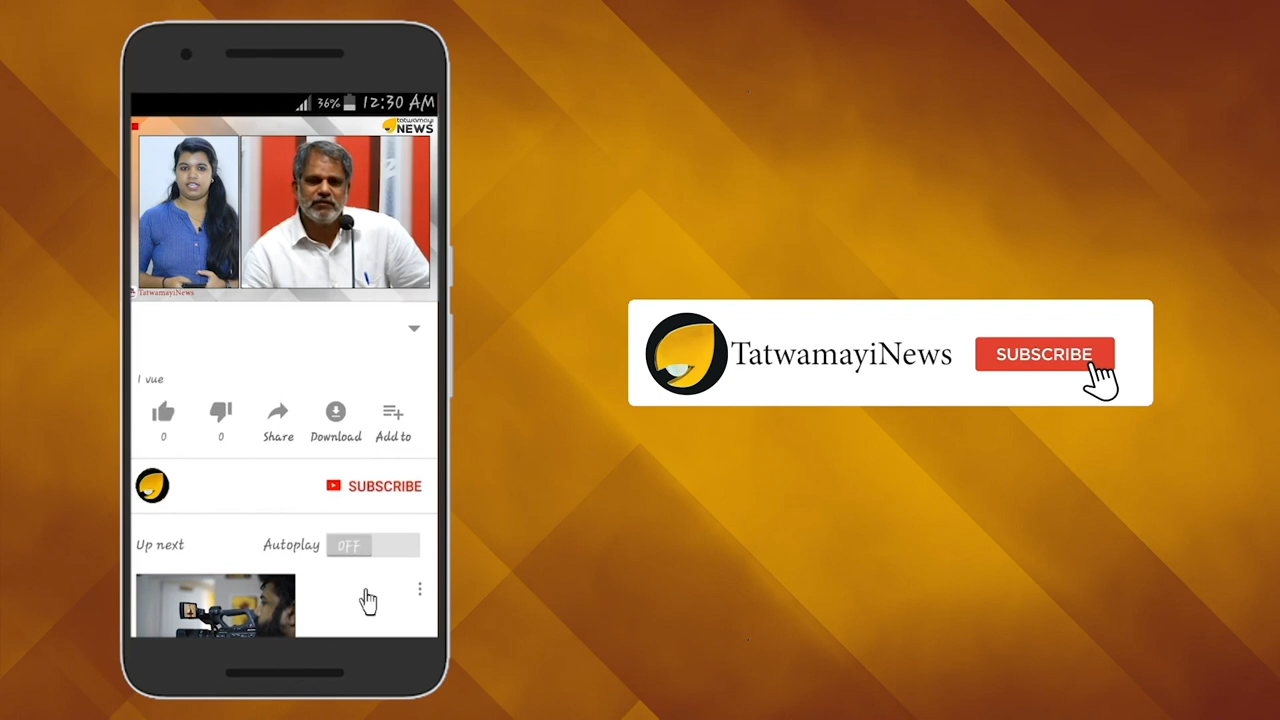 36% 12:30 AM
tatwamayi
NEWS
TatwamayiNews
1 vue
0 0 Share Download Add to
SUBSCRIBE
Up next Autoplay OFF
TatwamayiNews SUBSCRIBE